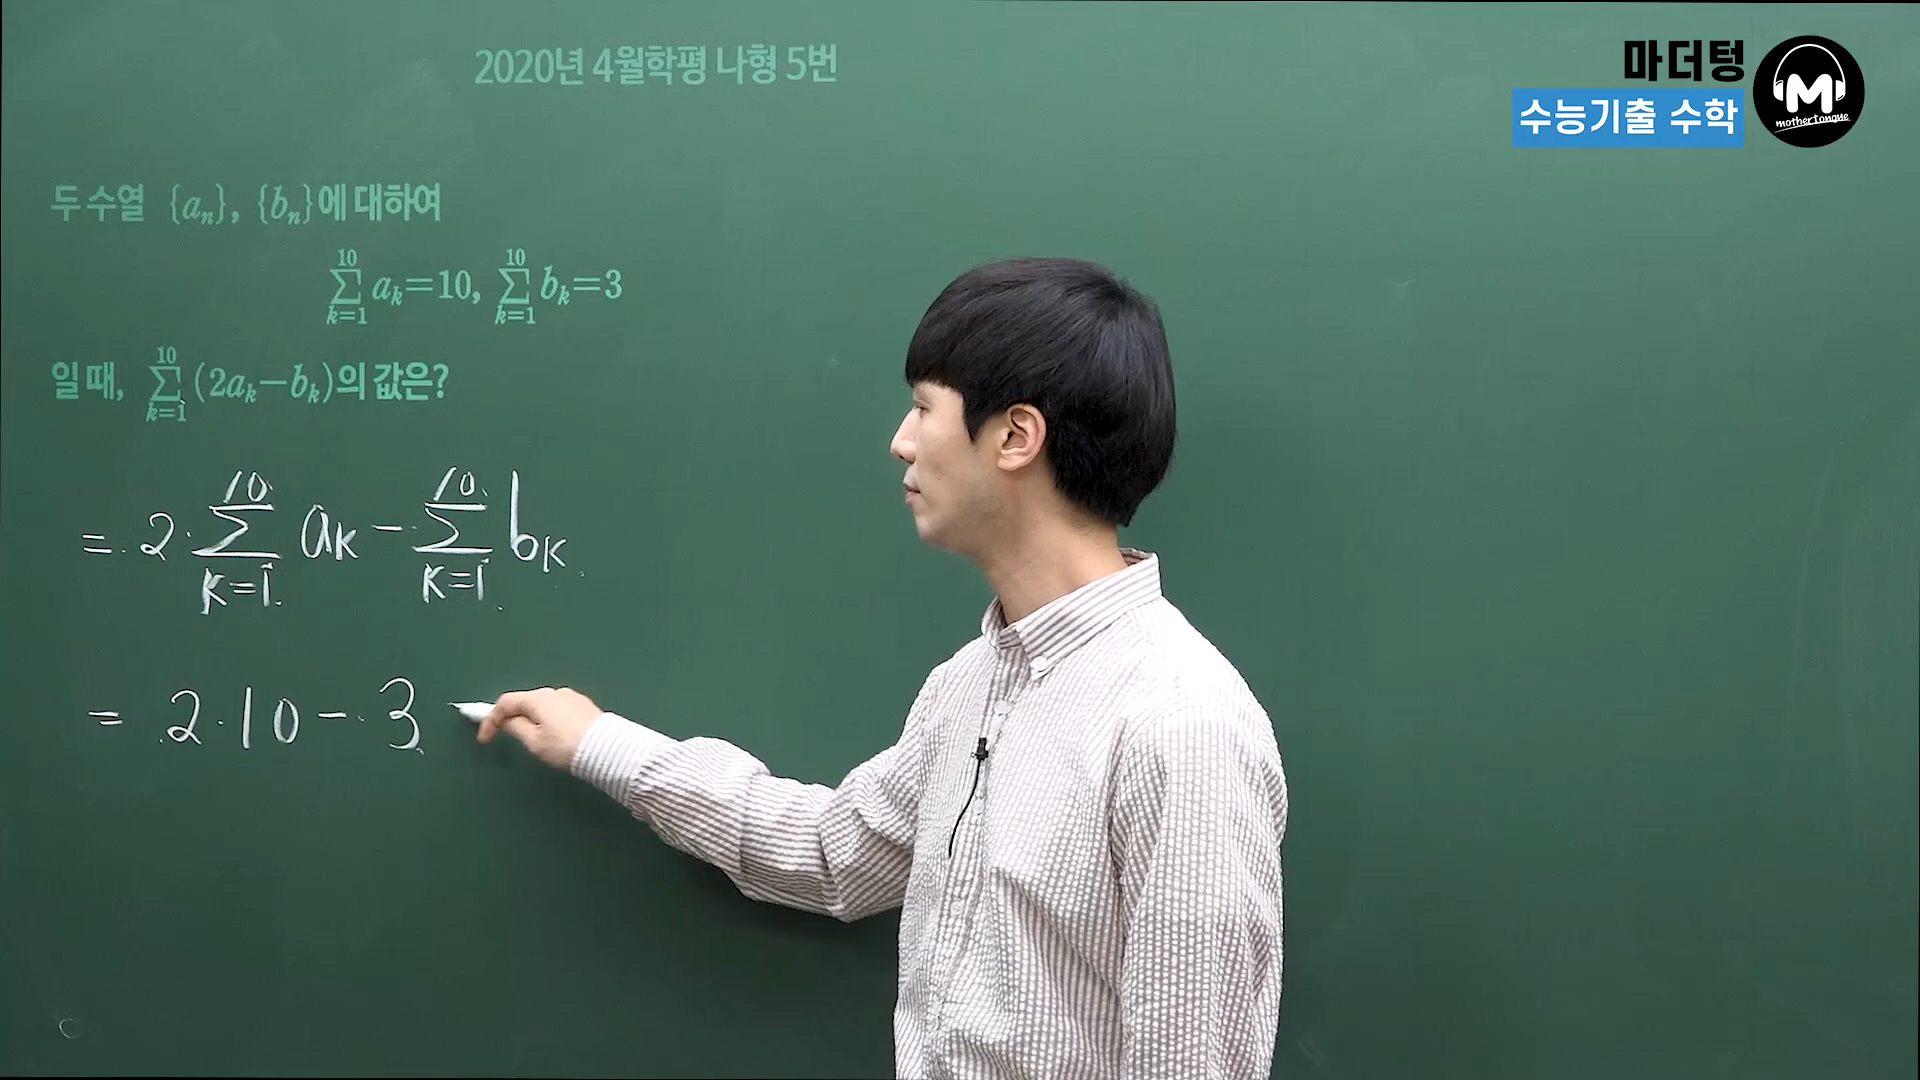 2020년 4월학평 나형 5번
마더텅
수능기출 수학
M
mothertongue
두 수열 {aₙ}, {bₙ}에 대하여
∑_{k=1}^{10} aₖ=10, ∑_{k=1}^{10} bₖ=3
일 때, ∑_{k=1}^{10} (2aₖ−bₖ)의 값은?
= 2·∑_{k=1}^{10} aₖ − ∑_{k=1}^{10} bₖ
= 2·10 − 3